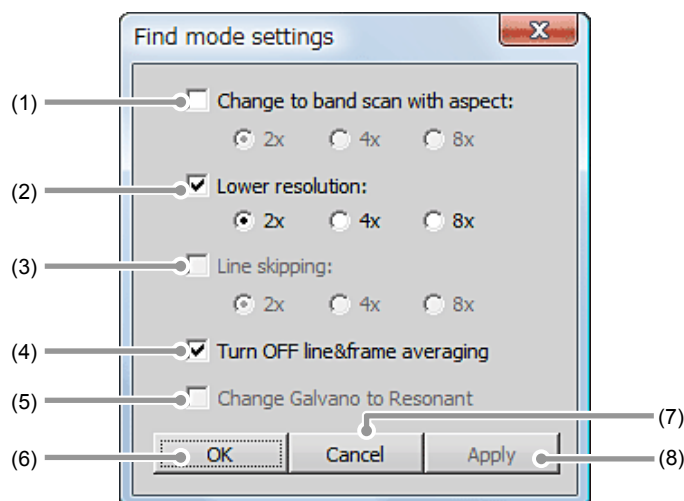 Find mode settings
X
(1) Change to band scan with aspect:
2x 4x 8x
(2) Lower resolution:
2x 4x 8x
(3) Line skipping:
2x 4x 8x
(4) Turn OFF line&frame averaging
(5) Change Galvano to Resonant
(7)
(6) OK Cancel Apply (8)